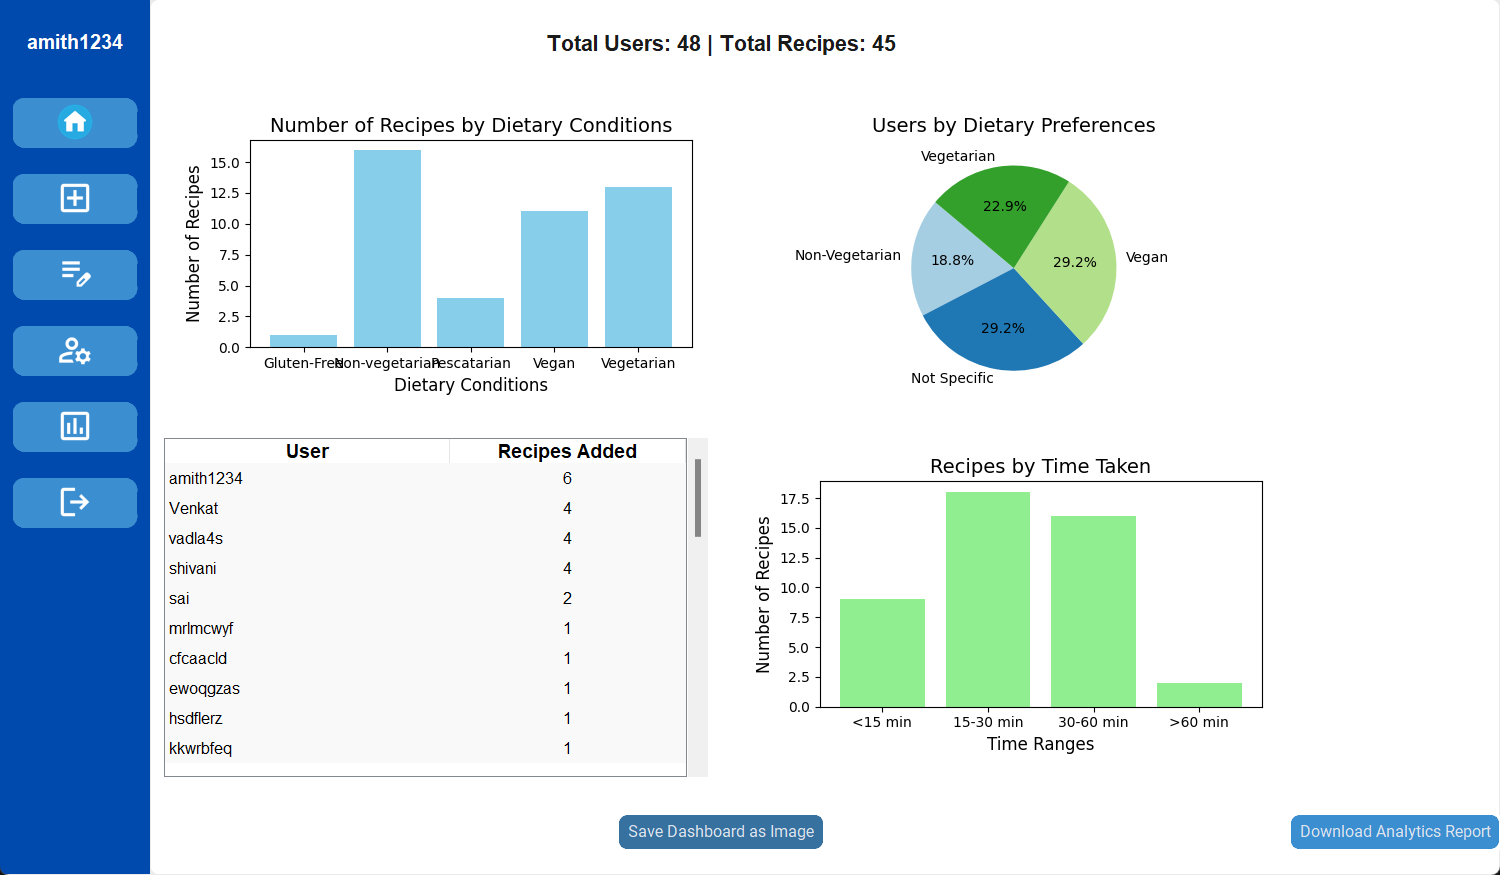 amith1234
Total Users: 48 | Total Recipes: 45
Number of Recipes by Dietary Conditions
Number of Recipes
15.0
12.5
10.0
7.5
5.0
2.5
0.0
Gluten-Free
Non-vegetarian
Pescatarian
Vegan
Vegetarian
Dietary Conditions
Users by Dietary Preferences
Vegetarian
22.9%
Non-Vegetarian
18.8%
29.2%
Vegan
29.2%
Not Specific
User Recipes Added
amith1234 6
Venkat 4
vadla4s 4
shivani 4
sai 2
mrlmcwyf 1
cfcaacld 1
ewoqgzas 1
hsdflerz 1
kkwrbfeq 1
Recipes by Time Taken
Number of Recipes
17.5
15.0
12.5
10.0
7.5
5.0
2.5
0.0
<15 min
15-30 min
30-60 min
>60 min
Time Ranges
Save Dashboard as Image
Download Analytics Report